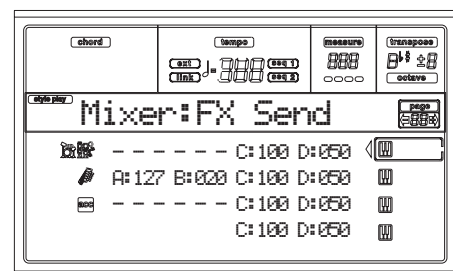 chord tempo measure transpose
ext seq 1
link seq 2
octave
style play Mixer:FX Send page
- - - - - - C:100 D:050 W
A:127 B:020 C:100 D:050 W
acc - - - - - - C:100 D:050 W
C:100 D:050 W